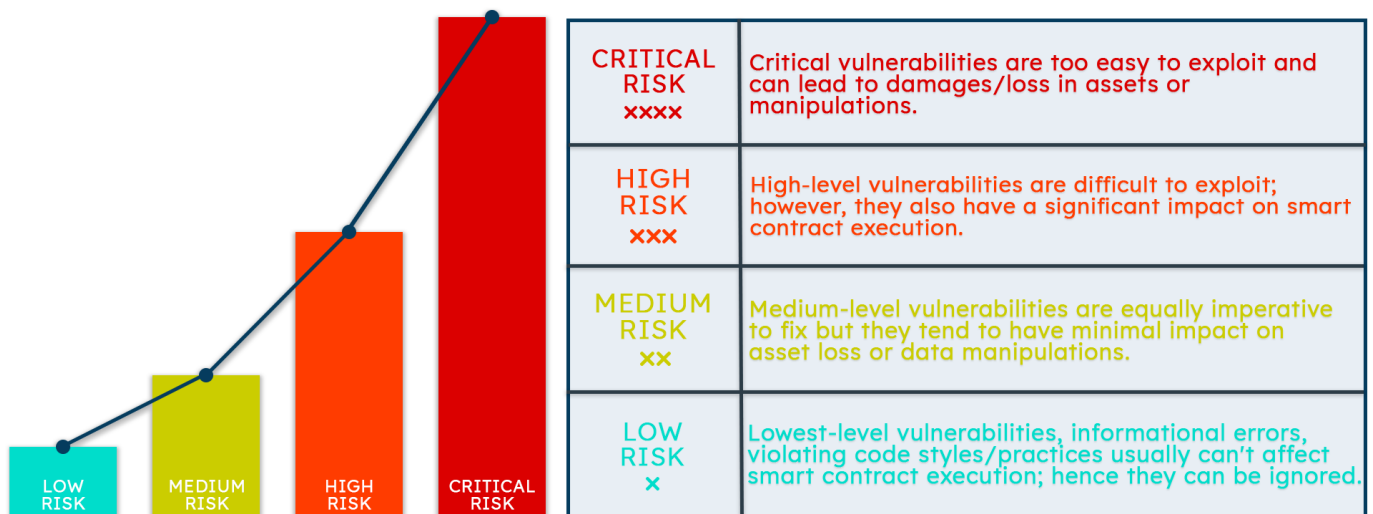 LOW
RISK
MEDIUM
RISK
HIGH
RISK
CRITICAL
RISK
CRITICAL
RISK
××××
Critical vulnerabilities are too easy to exploit and
can lead to damages/loss in assets or
manipulations.
HIGH
RISK
×××
High-level vulnerabilities are difficult to exploit;
however, they also have a significant impact on smart
contract execution.
MEDIUM
RISK
××
Medium-level vulnerabilities are equally imperative
to fix but they tend to have minimal impact on
asset loss or data manipulations.
LOW
RISK
×
Lowest-level vulnerabilities, informational errors,
violating code styles/practices usually can't affect
smart contract execution; hence they can be ignored.